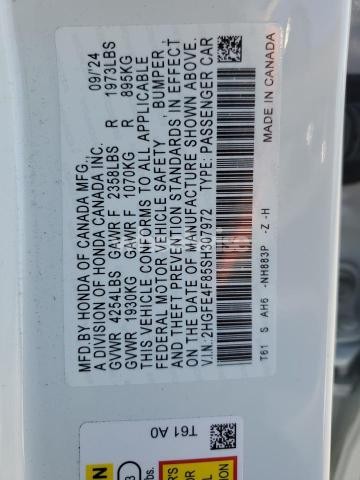 MFD BY HONDA OF CANADA MFG., 09/'24
A DIVISION OF HONDA CANADA INC.
GVWR 4254LBS GAWR F 2358LBS R 1973LBS
GVWR 1930KG GAWR F 1070KG R 895KG
THIS VEHICLE CONFORMS TO ALL APPLICABLE
FEDERAL MOTOR VEHICLE SAFETY, BUMPER,
AND THEFT PREVENTION STANDARDS IN EFFECT
ON THE DATE OF MANUFACTURE SHOWN ABOVE.
V.I.N.: 2HGFE4F85SH307972 TYPE: PASSENGER CAR
T61 S AH6 -NH883P -Z -H
MADE IN CANADA
T61 A0